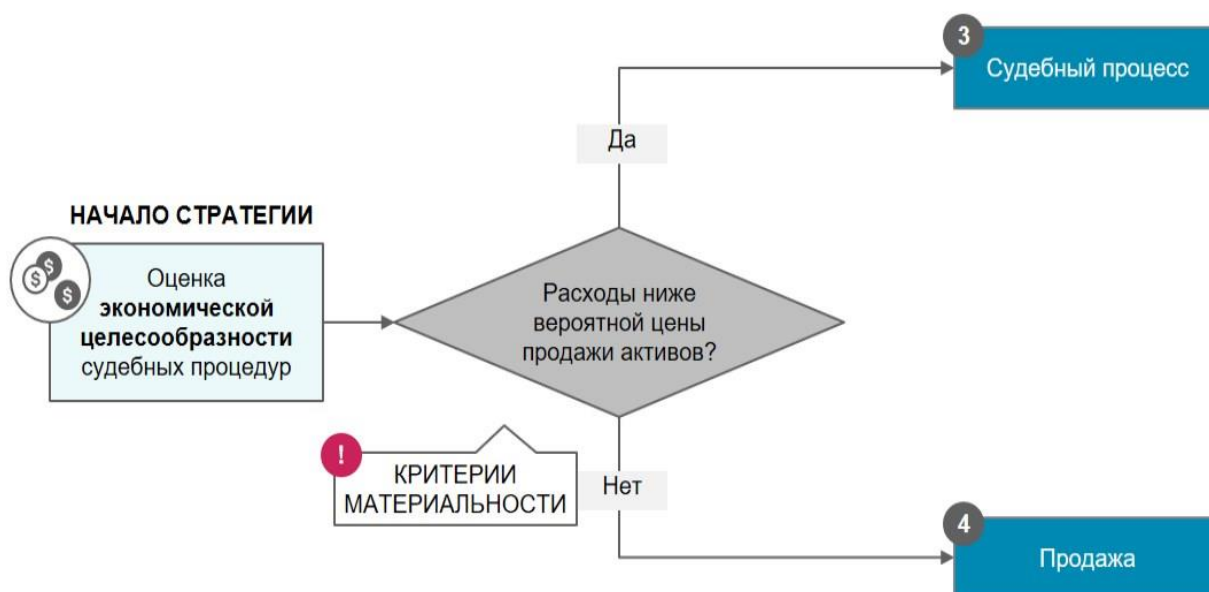 3
Судебный процесс
Да
НАЧАЛО СТРАТЕГИИ
$ $ $
Оценка
экономической
целесообразности
судебных процедур
Расходы ниже
вероятной цены
продажи активов?
!
КРИТЕРИИ
МАТЕРИАЛЬНОСТИ
Нет
4
Продажа